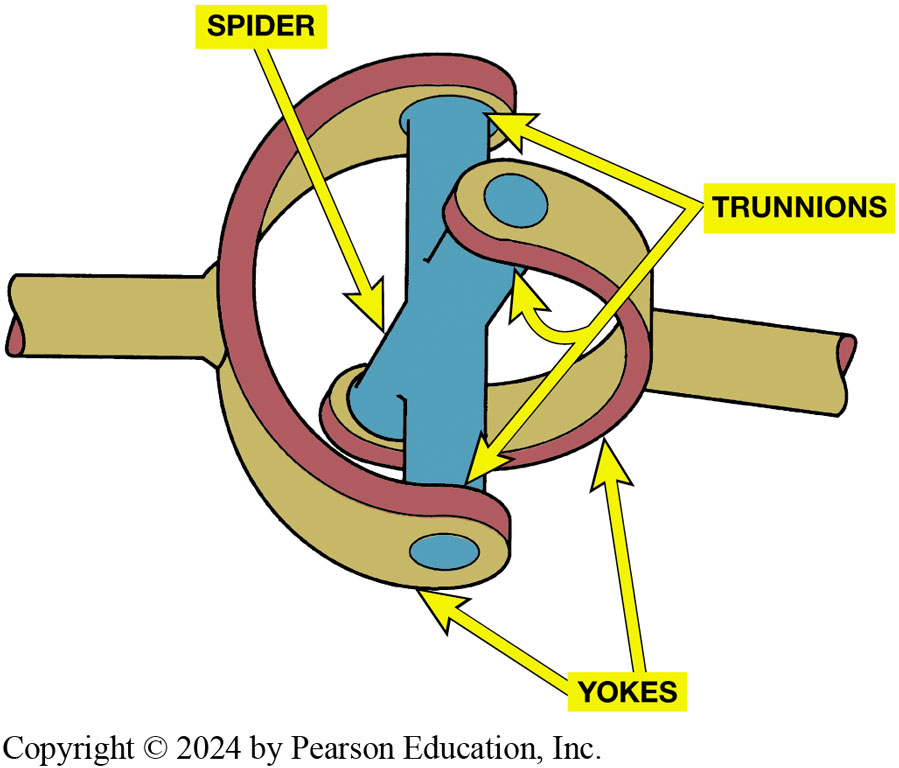 SPIDER
TRUNNIONS
YOKES
Copyright © 2024 by Pearson Education, Inc.